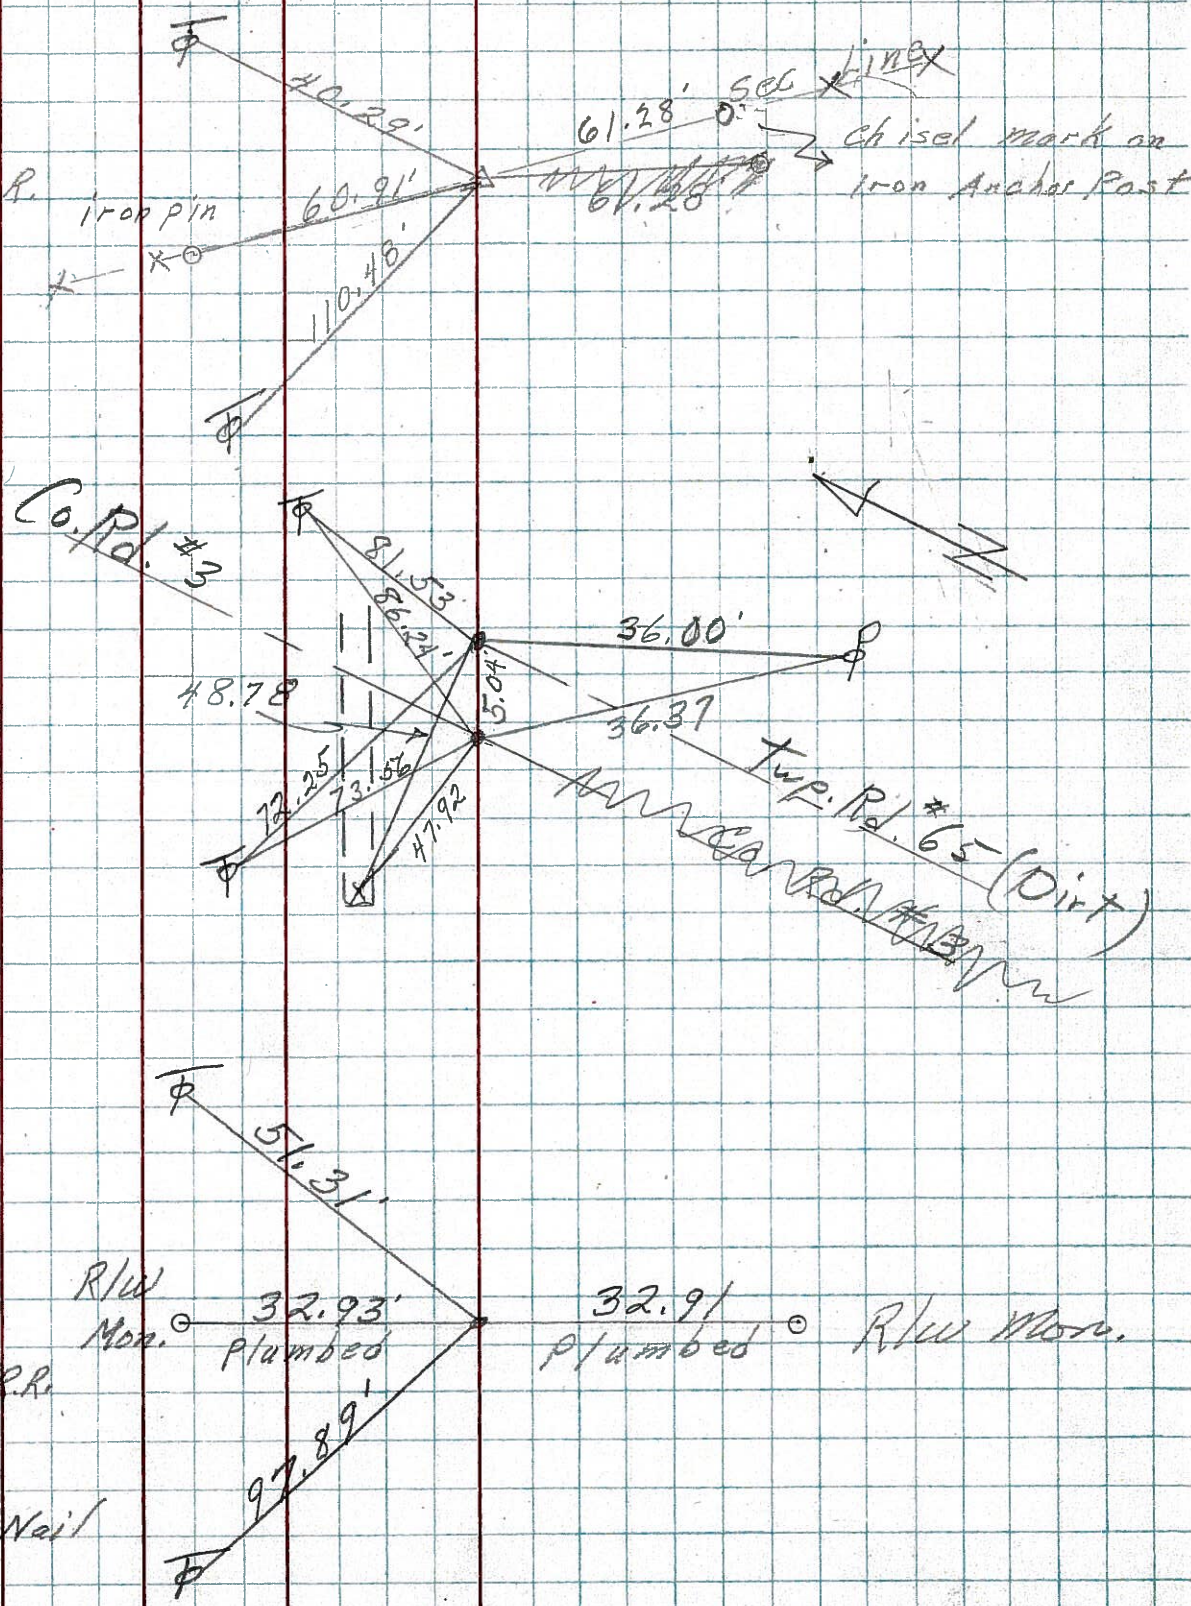 40.29'
Sec Line
61.28'
Chisel mark on
Iron Anchor Post
R.
iron pin
60.91'
61.28
110.48'
Co. Rd. #3
81.53
86.24'
36.00'
5.04'
48.78
36.37
72.25
73.56
47.92
Twp. Rd. #65 (Dirt)
Co. Rd. #3
51.31'
R/W
Mon.
32.93'
Plumbed
32.91
Plumbed
R/W Mon.
P.R.
97.89'
Nail